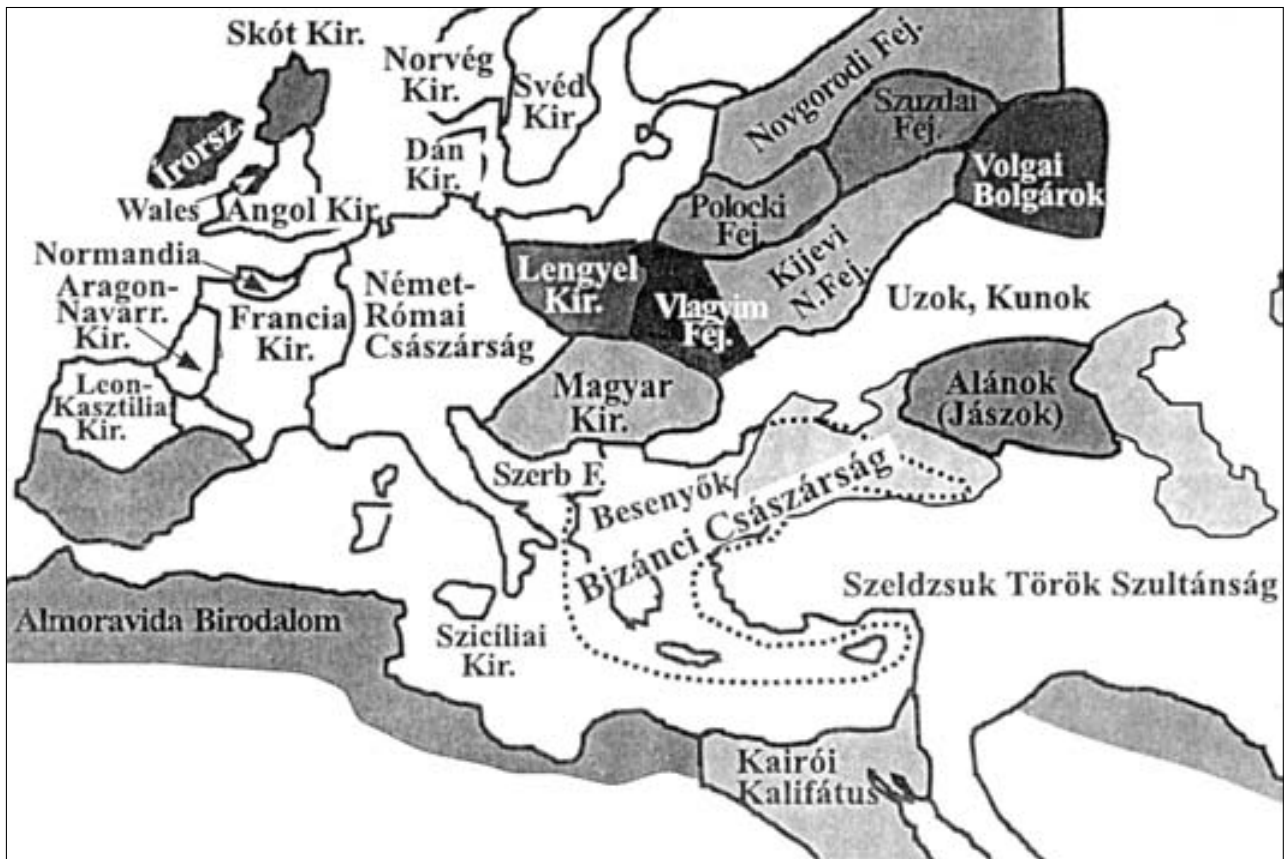 Skót Kir.
Norvég
Kir.
Svéd
Kir
Novgorodi Fej.
Szuzdai
Fej.
Írorsz.
Dán
Kir.
Volgai
Bolgárok
Wales
Angol Kir.
Polocki
Fej.
Normandia
Aragon-
Navarr.
Kir.
Francia
Kir.
Német-
Római
Császárság
Lengyel
Kir.
Vlagyim
Fej.
Kijevi
N.Fej.
Uzok, Kunok
Leon-
Kasztilia
Kir.
Magyar
Kir.
Alánok
(Jászok)
Szerb F.
Besenyők
Bizánci Császárság
Szeldzsuk Török Szultánság
Almoravida Birodalom
Szicíliai
Kir.
Kairói
Kalifátus